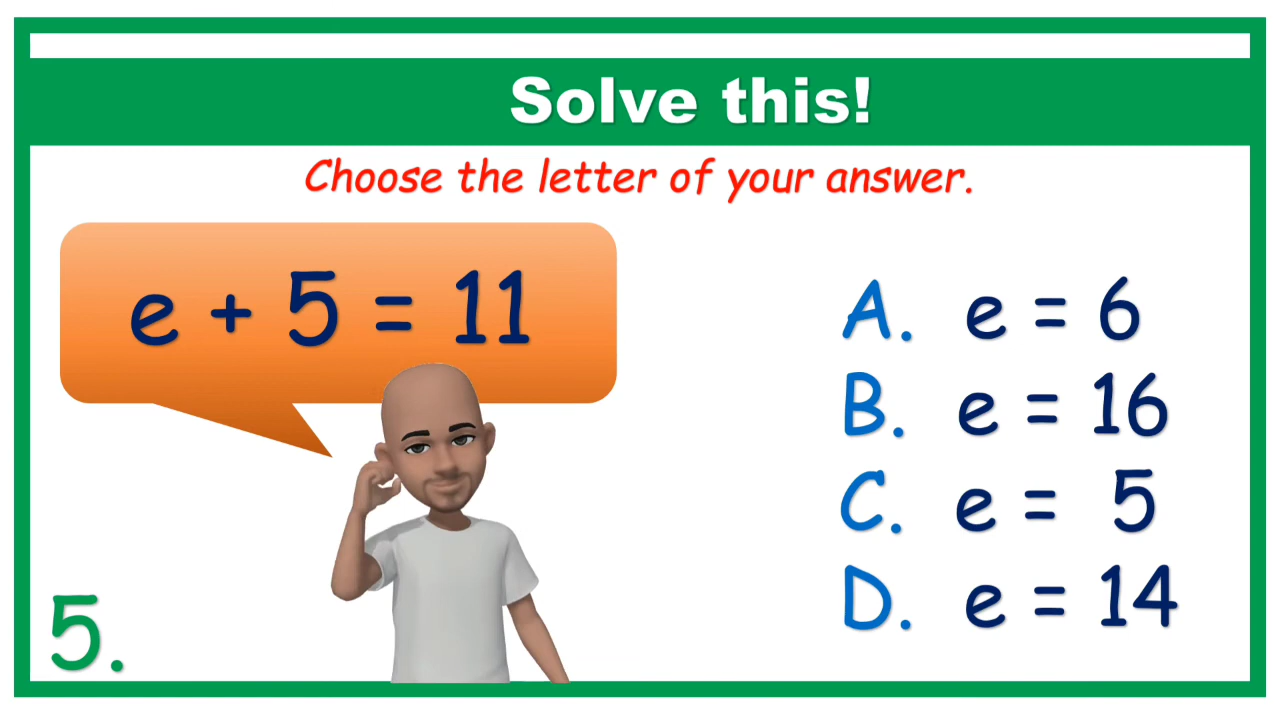 Solve this!
Choose the letter of your answer.
e + 5 = 11
A. e = 6
B. e = 16
C. e = 5
D. e = 14
5.